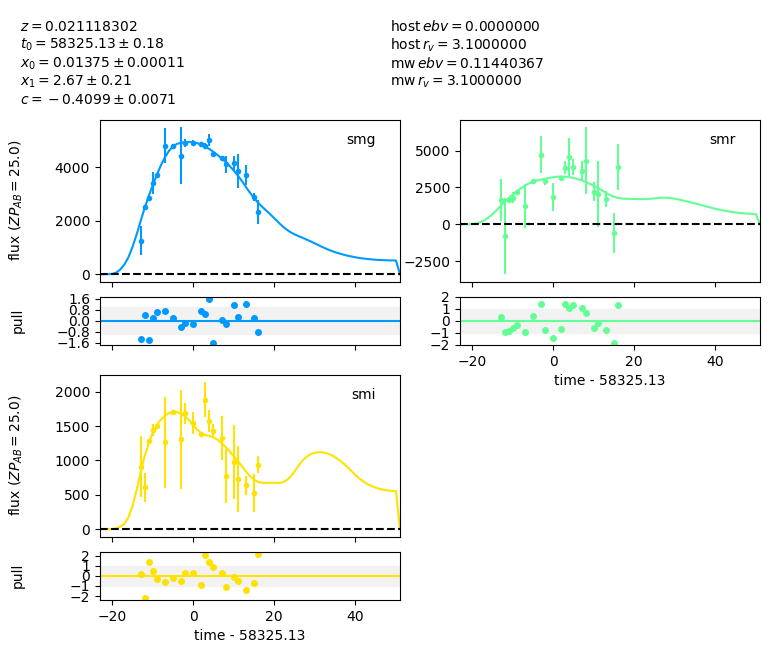 z = 0.021118302
t₀ = 58325.13 ± 0.18
x₀ = 0.01375 ± 0.00011
x₁ = 2.67 ± 0.21
c = −0.4099 ± 0.0071
host ebv = 0.0000000
host r_v = 3.1000000
mw ebv = 0.11440367
mw r_v = 3.1000000
smg
flux (ZP_AB = 25.0)
4000
2000
0
pull
1.6
0.8
0.0
−0.8
−1.6
smr
5000
2500
0
−2500
2
1
0
−1
−2
−20 0 20 40
time - 58325.13
smi
flux (ZP_AB = 25.0)
2000
1500
1000
500
0
pull
2
1
0
−1
−2
−20 0 20 40
time - 58325.13